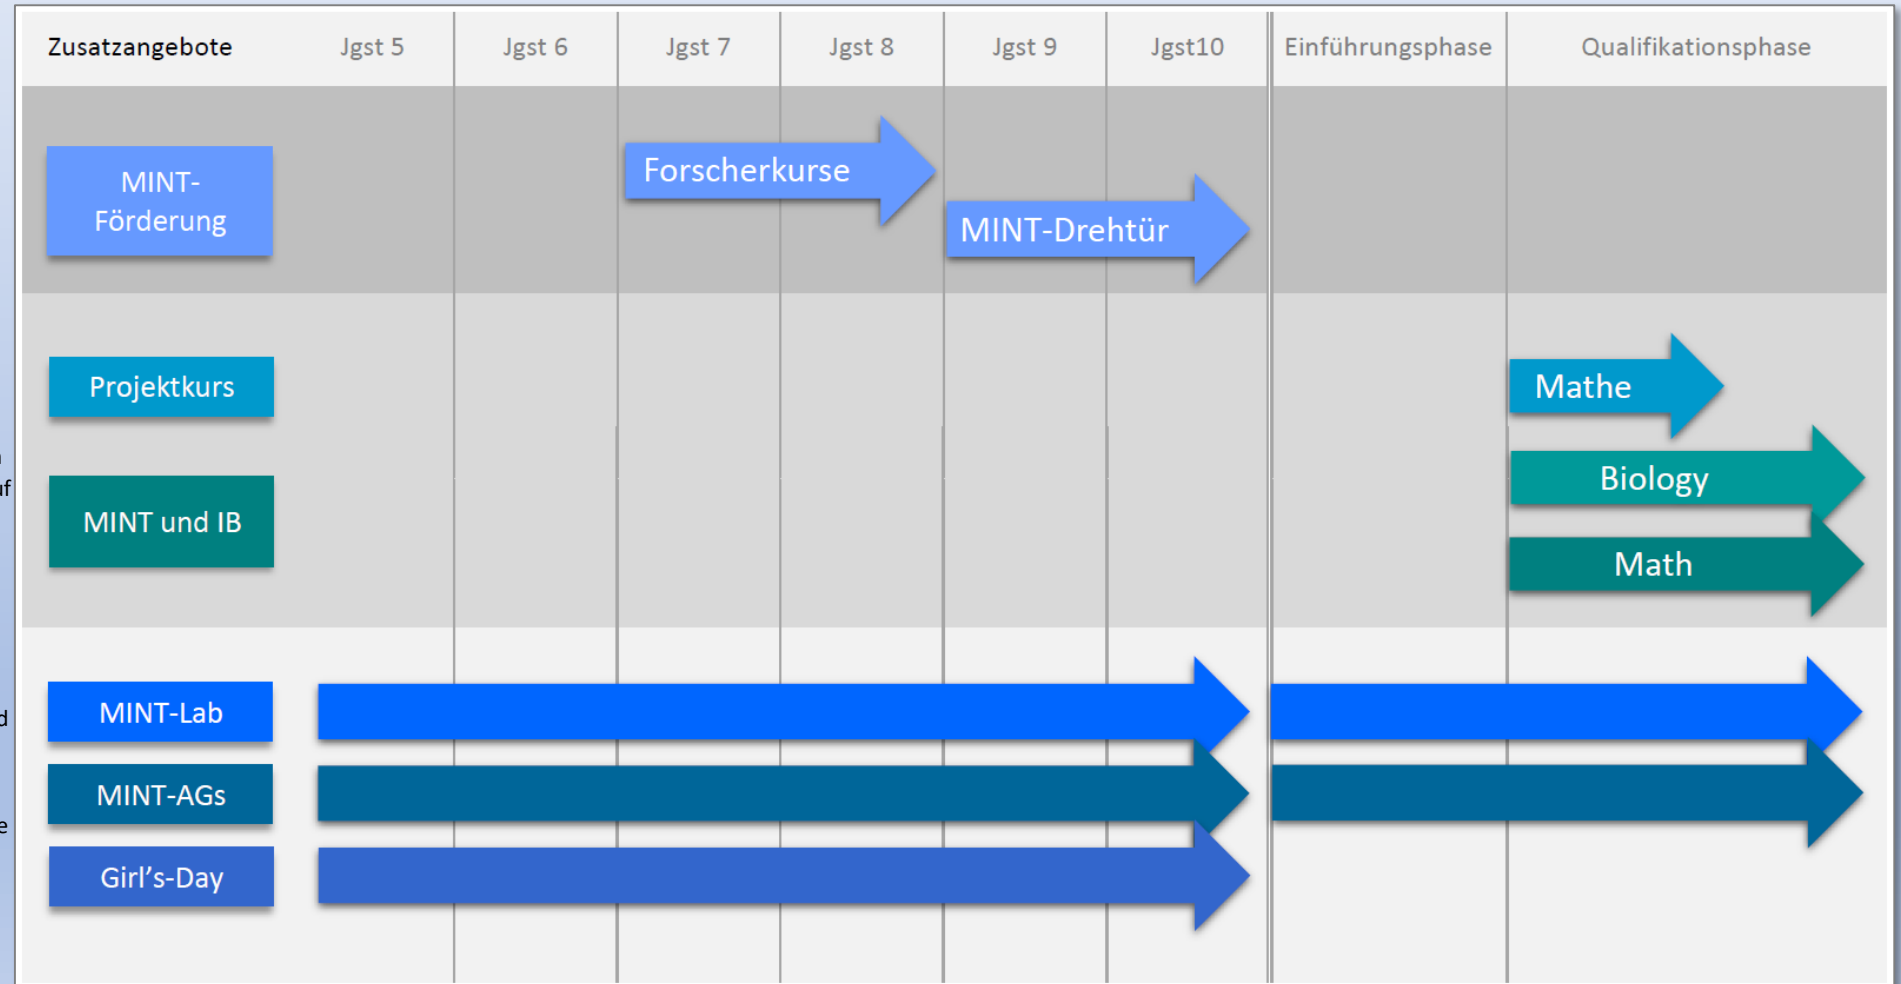 Zusatzangebote Jgst 5 Jgst 6 Jgst 7 Jgst 8 Jgst 9 Jgst10 Einführungsphase Qualifikationsphase
MINT-
Förderung
Forscherkurse
MINT-Drehtür
Projektkurs
Mathe
MINT und IB
Biology
Math
MINT-Lab
MINT-AGs
Girl's-Day